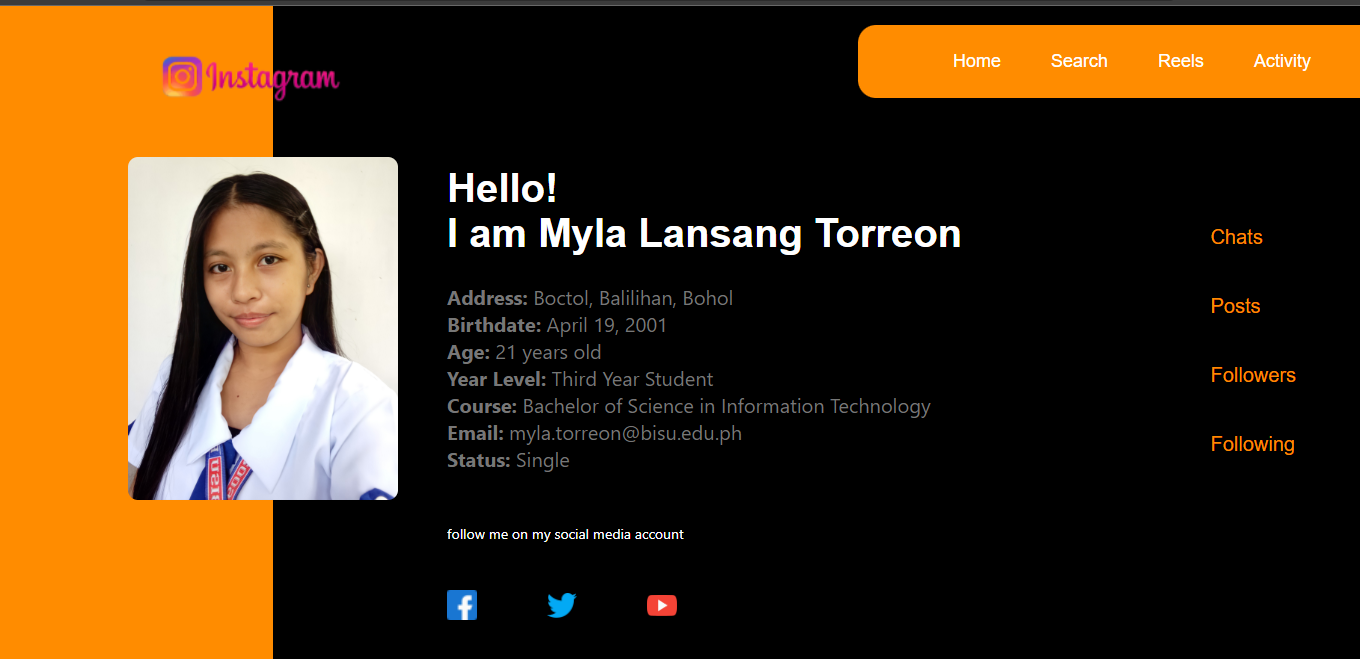 Instagram
Home Search Reels Activity
Hello!
I am Myla Lansang Torreon
Address: Boctol, Balilihan, Bohol
Birthdate: April 19, 2001
Age: 21 years old
Year Level: Third Year Student
Course: Bachelor of Science in Information Technology
Email: myla.torreon@bisu.edu.ph
Status: Single
follow me on my social media account
Chats
Posts
Followers
Following